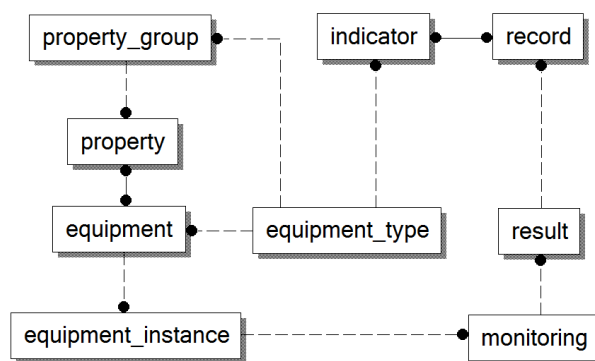 property_group
indicator
record
property
equipment
equipment_type
result
equipment_instance
monitoring